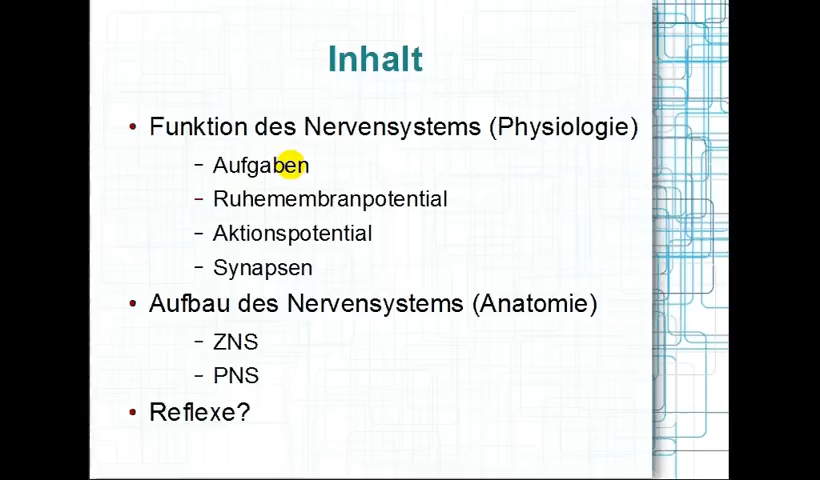 Inhalt
• Funktion des Nervensystems (Physiologie)
– Aufgaben
– Ruhemembranpotential
– Aktionspotential
– Synapsen
• Aufbau des Nervensystems (Anatomie)
– ZNS
– PNS
• Reflexe?